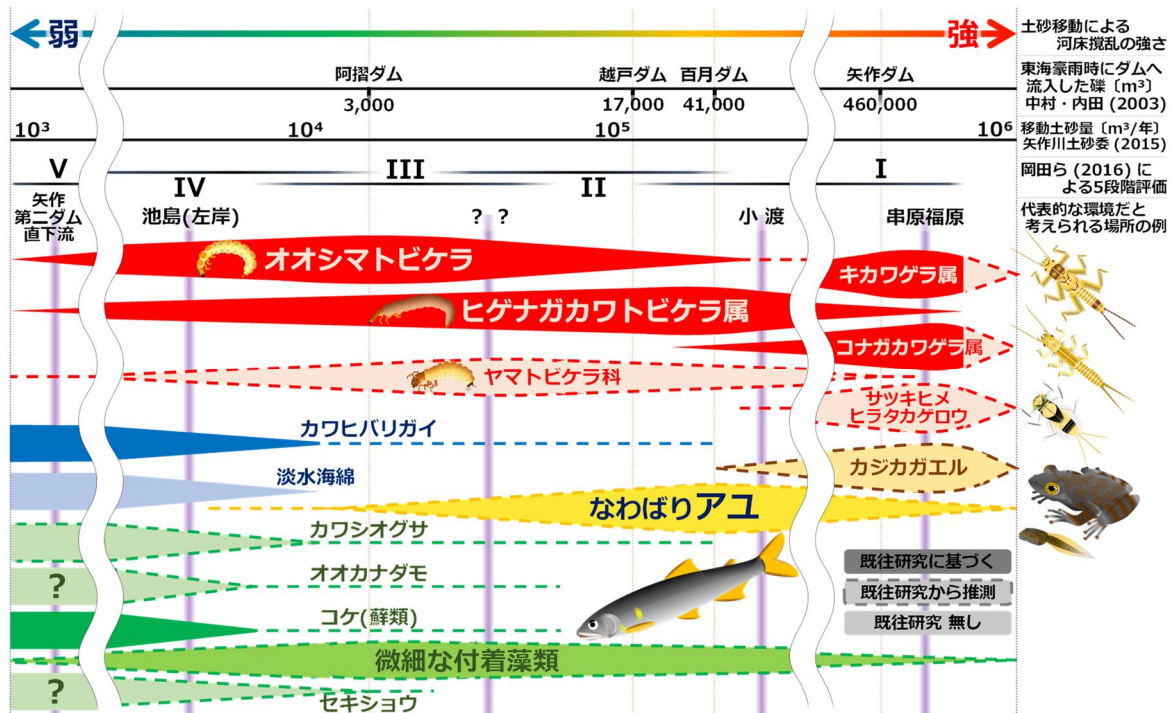 弱
強
土砂移動による
河床撹乱の強さ
阿摺ダム
越戸ダム
百月ダム
矢作ダム
東海豪雨時にダムへ
流入した礫〔m³〕
中村・内田 (2003)
3,000
17,000
41,000
460,000
10³
10⁴
10⁵
10⁶
移動土砂量〔m³/年〕
矢作川土砂委 (2015)
V
IV
III
II
I
岡田ら (2016) に
よる5段階評価
矢作
第二ダム
直下流
池島(左岸)
? ?
小 渡
串原福原
代表的な環境だと
考えられる場所の例
オオシマトビケラ
キカワゲラ属
ヒゲナガカワトビケラ属
コナガカワゲラ属
ヤマトビケラ科
サツキヒメ
ヒラタカゲロウ
カワヒバリガイ
カジカガエル
淡水海綿
なわばりアユ
カワシオグサ
オオカナダモ
?
コケ(蘚類)
微細な付着藻類
?
セキショウ
既往研究に基づく
既往研究から推測
既往研究 無し